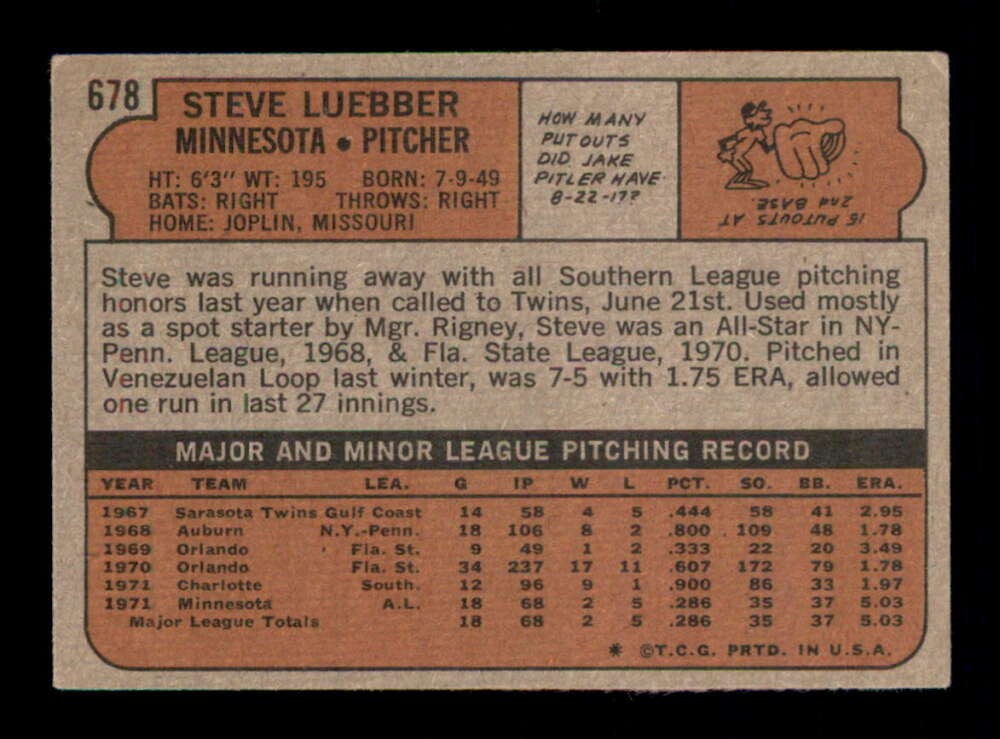 678
STEVE LUEBBER
MINNESOTA • PITCHER
HT: 6'3" WT: 195 BORN: 7-9-49
BATS: RIGHT THROWS: RIGHT
HOME: JOPLIN, MISSOURI
HOW MANY
PUTOUTS
DID JAKE
PITLER HAVE
8-22-17?
15 PUTOUTS AT
2nd BASE.
Steve was running away with all Southern League pitching
honors last year when called to Twins, June 21st. Used mostly
as a spot starter by Mgr. Rigney, Steve was an All-Star in NY-
Penn. League, 1968, & Fla. State League, 1970. Pitched in
Venezuelan Loop last winter, was 7-5 with 1.75 ERA, allowed
one run in last 27 innings.
MAJOR AND MINOR LEAGUE PITCHING RECORD
YEAR TEAM LEA. G IP W L PCT. SO. BB. ERA.
1967 Sarasota Twins Gulf Coast 14 58 4 5 .444 58 41 2.95
1968 Auburn N.Y.-Penn. 18 106 8 2 .800 109 48 1.78
1969 Orlando Fla. St. 9 49 1 2 .333 22 20 3.49
1970 Orlando Fla. St. 34 237 17 11 .607 172 79 1.78
1971 Charlotte South. 12 96 9 1 .900 86 33 1.97
1971 Minnesota A.L. 18 68 2 5 .286 35 37 5.03
Major League Totals 18 68 2 5 .286 35 37 5.03
* ©T.C.G. PRTD. IN U.S.A.